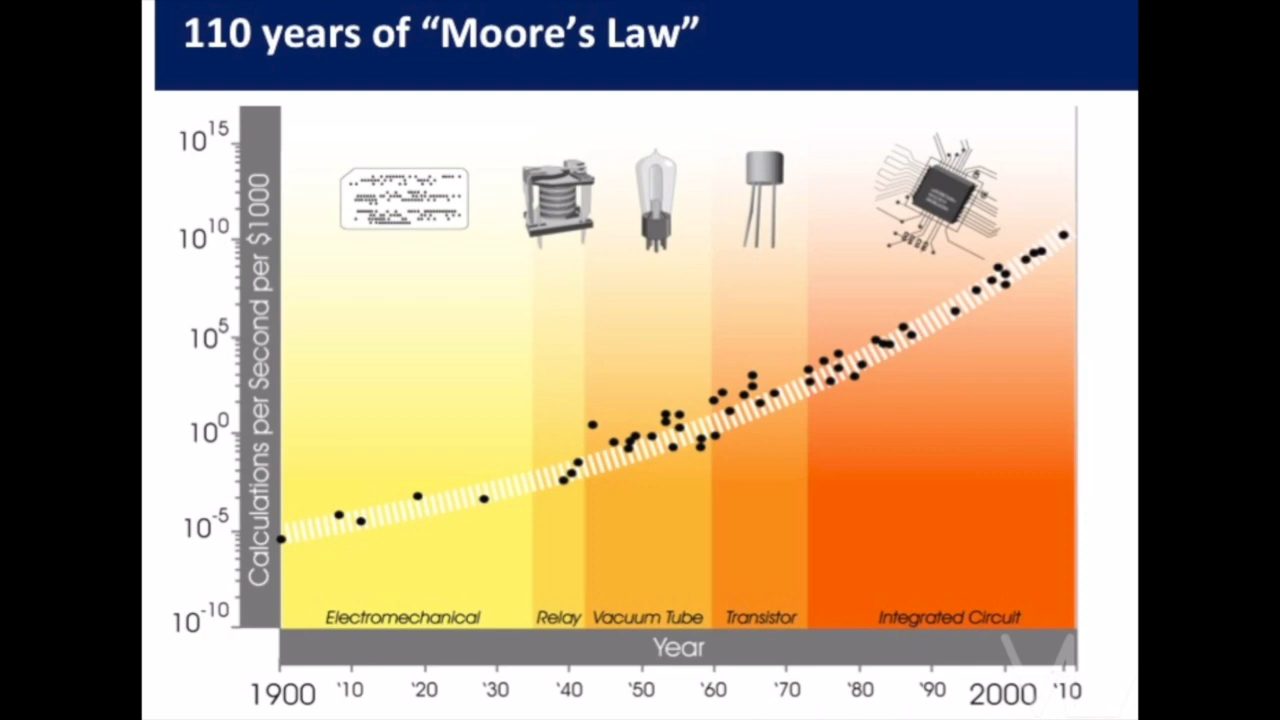 110 years of “Moore’s Law”
Calculations per Second per $1000
10^15
10^10
10^5
10^0
10^-5
10^-10
Electromechanical Relay Vacuum Tube Transistor Integrated Circuit
Year
1900 '10 '20 '30 '40 '50 '60 '70 '80 '90 2000 '10